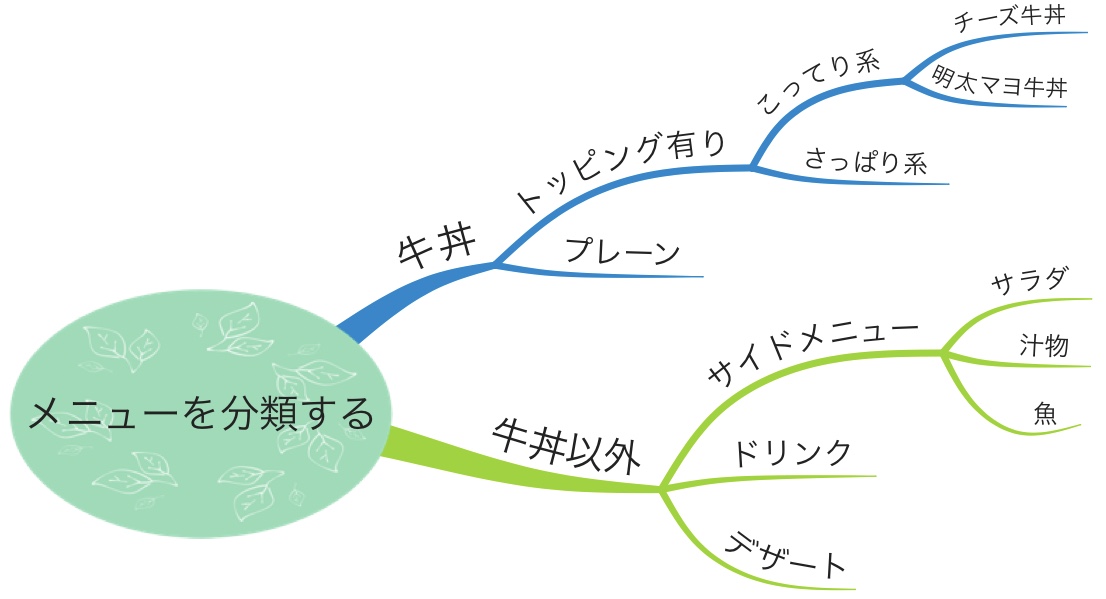 メニューを分類する
牛丼
トッピング有り
こってり系
チーズ牛丼
明太マヨ牛丼
さっぱり系
プレーン
牛丼以外
サイドメニュー
サラダ
汁物
魚
ドリンク
デザート